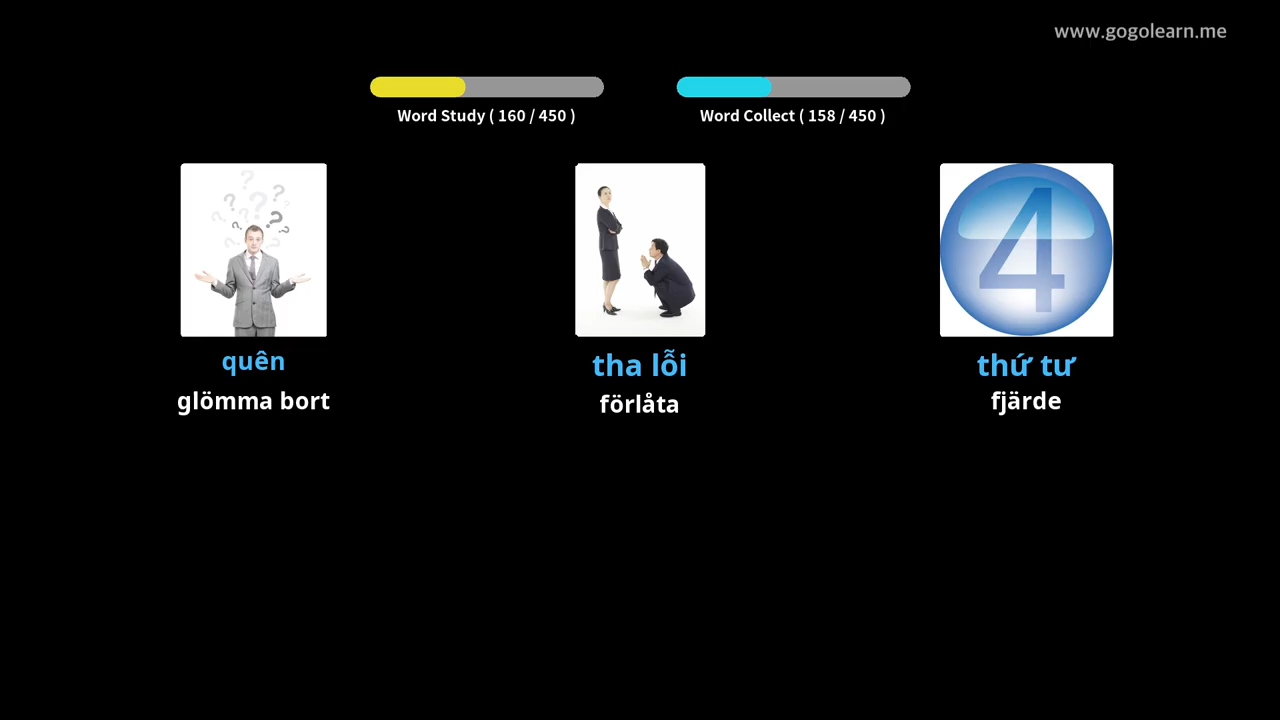 www.gogolearn.me
Word Study ( 160 / 450 )
Word Collect ( 158 / 450 )
4
quên
glömma bort
tha lỗi
förlåta
thứ tư
fjärde